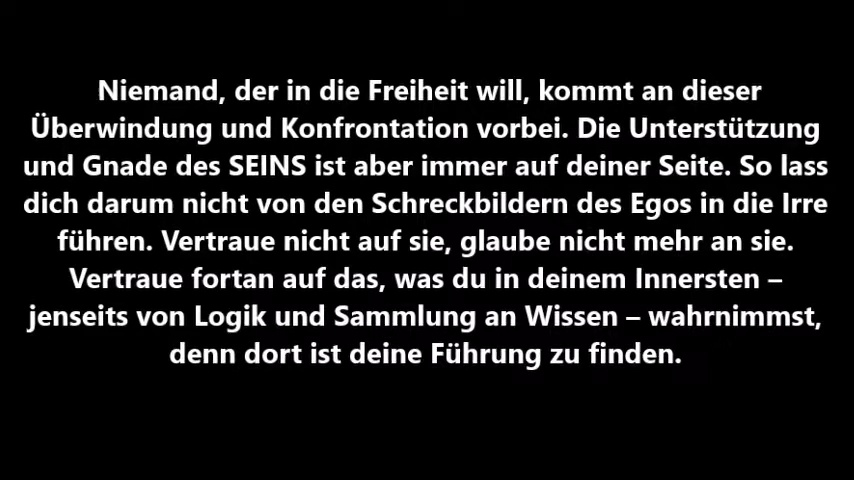 Niemand, der in die Freiheit will, kommt an dieser
Überwindung und Konfrontation vorbei. Die Unterstützung
und Gnade des SEINS ist aber immer auf deiner Seite. So lass
dich darum nicht von den Schreckbildern des Egos in die Irre
führen. Vertraue nicht auf sie, glaube nicht mehr an sie.
Vertraue fortan auf das, was du in deinem Innersten –
jenseits von Logik und Sammlung an Wissen – wahrnimmst,
denn dort ist deine Führung zu finden.